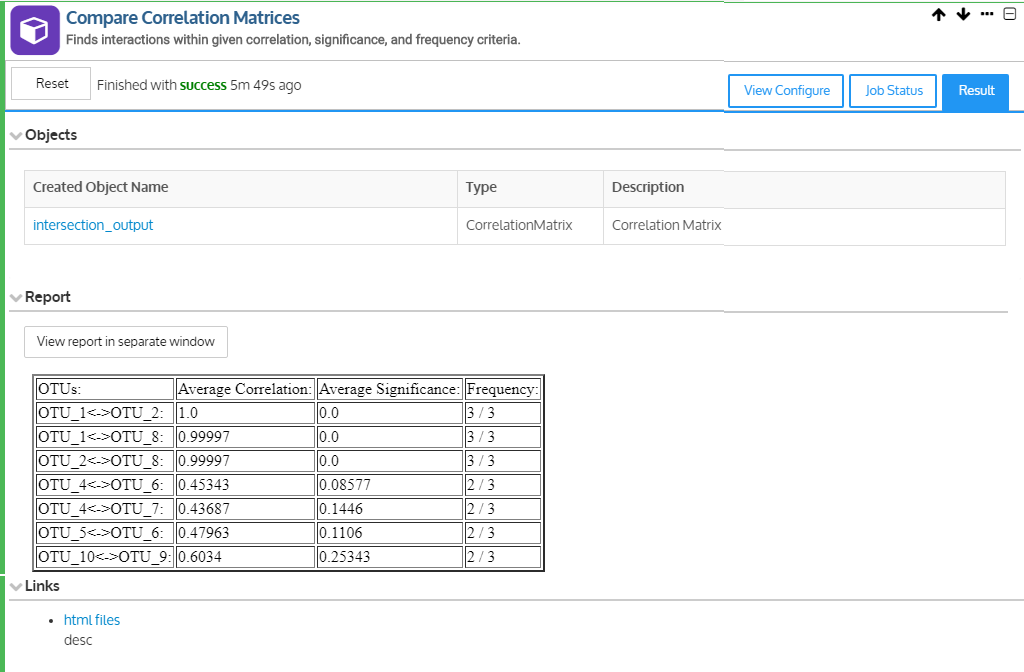 Compare Correlation Matrices
Finds interactions within given correlation, significance, and frequency criteria.
Reset Finished with success 5m 49s ago View Configure Job Status Result
Objects
Created Object Name Type Description
intersection_output CorrelationMatrix Correlation Matrix
Report
View report in separate window
OTUs: Average Correlation: Average Significance: Frequency:
OTU_1<->OTU_2: 1.0 0.0 3 / 3
OTU_1<->OTU_8: 0.99997 0.0 3 / 3
OTU_2<->OTU_8: 0.99997 0.0 3 / 3
OTU_4<->OTU_6: 0.45343 0.08577 2 / 3
OTU_4<->OTU_7: 0.43687 0.1446 2 / 3
OTU_5<->OTU_6: 0.47963 0.1106 2 / 3
OTU_10<->OTU_9: 0.6034 0.25343 2 / 3
Links
• html files
desc